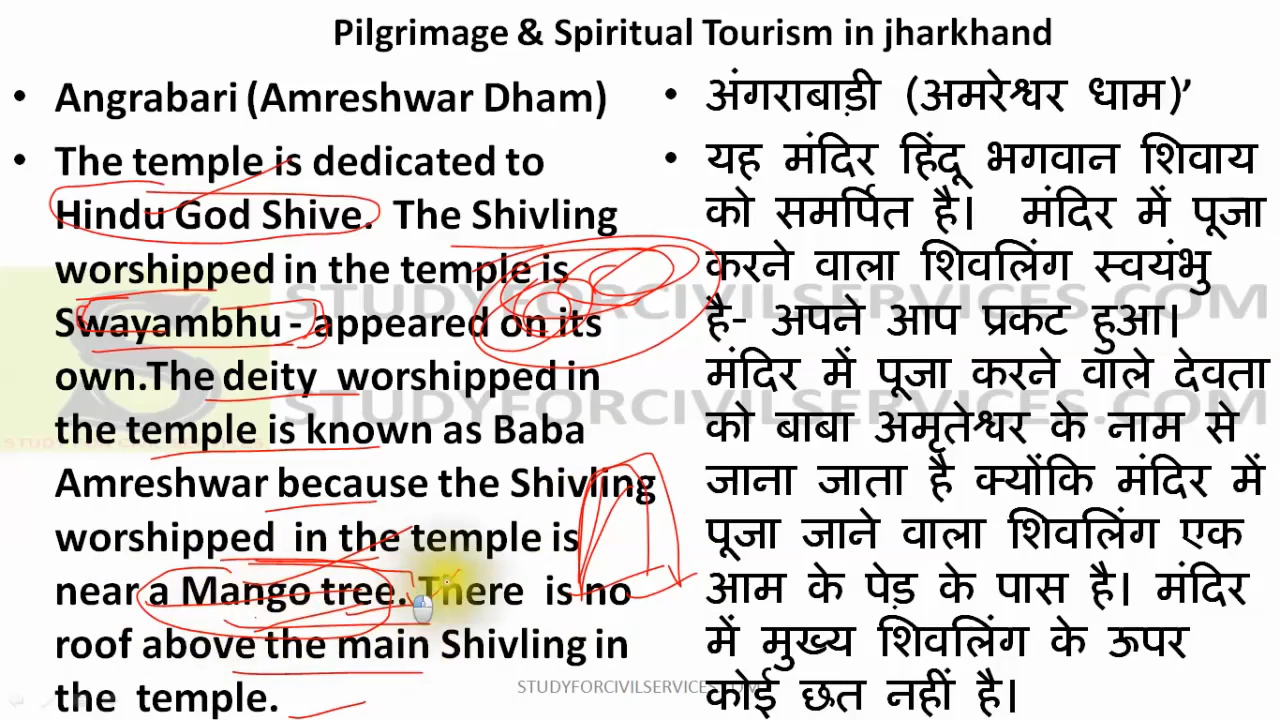 Pilgrimage & Spiritual Tourism in jharkhand
• Angrabari (Amreshwar Dham)
• The temple is dedicated to
Hindu God Shive. The Shivling
worshipped in the temple is
Swayambhu - appeared on its
own.The deity worshipped in
the temple is known as Baba
Amreshwar because the Shivling
worshipped in the temple is
near a Mango tree. There is no
roof above the main Shivling in
the temple.
• अंगराबाड़ी (अमरेश्वर धाम)’
• यह मंदिर हिंदू भगवान शिवाय
को समर्पित है। मंदिर में पूजा
करने वाला शिवलिंग स्वयंभु
है- अपने आप प्रकट हुआ।
मंदिर में पूजा करने वाले देवता
को बाबा अमृतेश्वर के नाम से
जाना जाता है क्योंकि मंदिर में
पूजा जाने वाला शिवलिंग एक
आम के पेड़ के पास है। मंदिर
में मुख्य शिवलिंग के ऊपर
कोई छत नहीं है।
STUDYFORCIVILSERVICES.COM
STUDYFORCIVILSERVICES.COM
STUDYFORCIVILSERVICES.COM